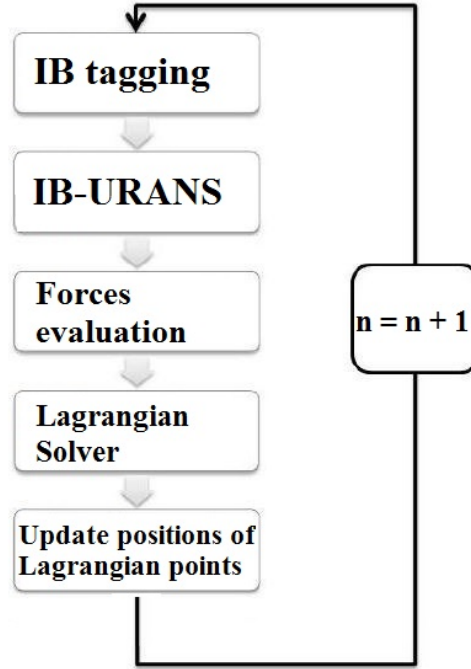 IB tagging
IB-URANS
Forces
evaluation
n = n + 1
Lagrangian
Solver
Update positions of
Lagrangian points